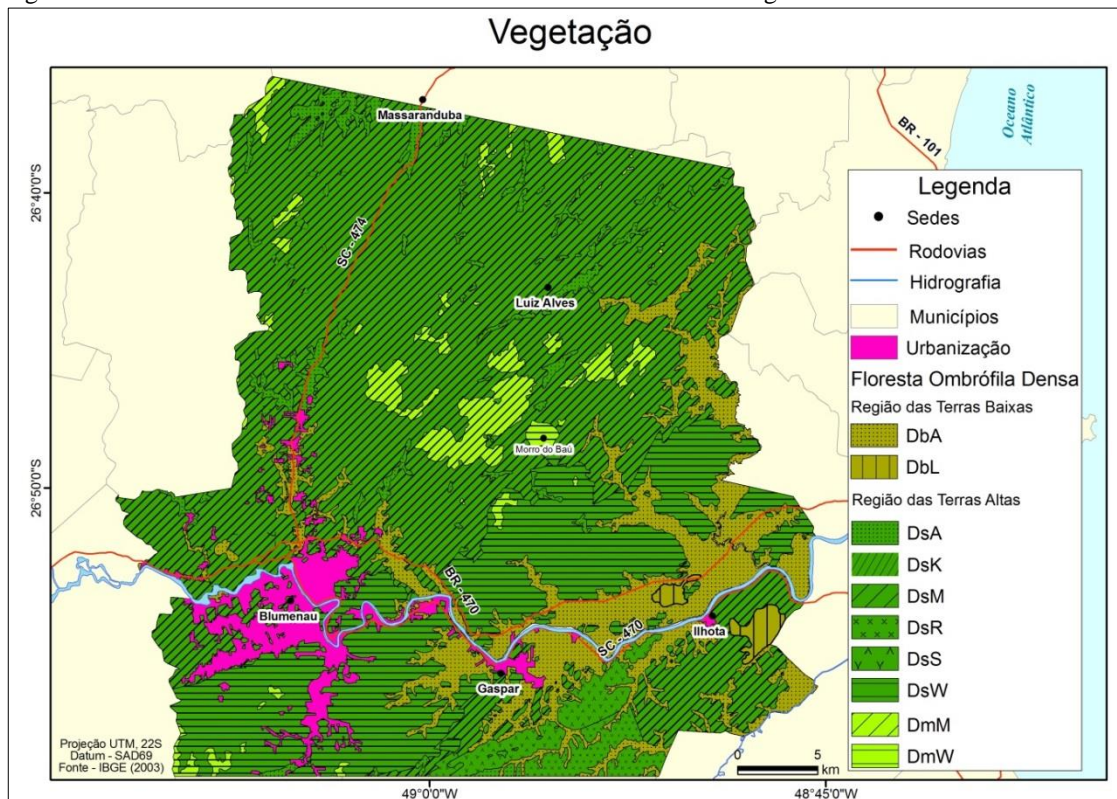 Vegetação
Massaranduba
Oceano
Atlântico
BR - 101
26°40'0"S
SC - 474
Luiz Alves
Morro do Baú
26°50'0"S
BR - 470
Blumenau
SC - 470
Ilhota
Gaspar
Projeção UTM, 22S
Datum - SAD69
Fonte - IBGE (2003)
0 5
km
49°0'0"W
48°45'0"W
Legenda
Sedes
Rodovias
Hidrografia
Municípios
Urbanização
Floresta Ombrófila Densa
Região das Terras Baixas
DbA
DbL
Região das Terras Altas
DsA
DsK
DsM
DsR
DsS
DsW
DmM
DmW